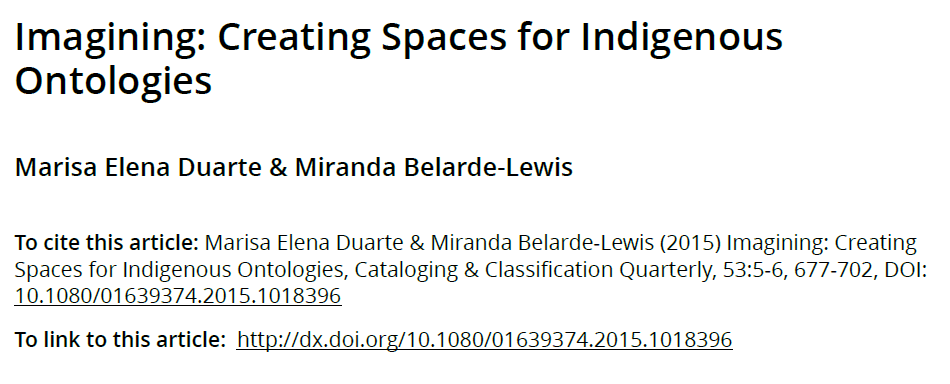 Imagining: Creating Spaces for Indigenous
Ontologies
Marisa Elena Duarte & Miranda Belarde-Lewis
To cite this article: Marisa Elena Duarte & Miranda Belarde-Lewis (2015) Imagining: Creating
Spaces for Indigenous Ontologies, Cataloging & Classification Quarterly, 53:5-6, 677-702, DOI:
10.1080/01639374.2015.1018396
To link to this article: http://dx.doi.org/10.1080/01639374.2015.1018396